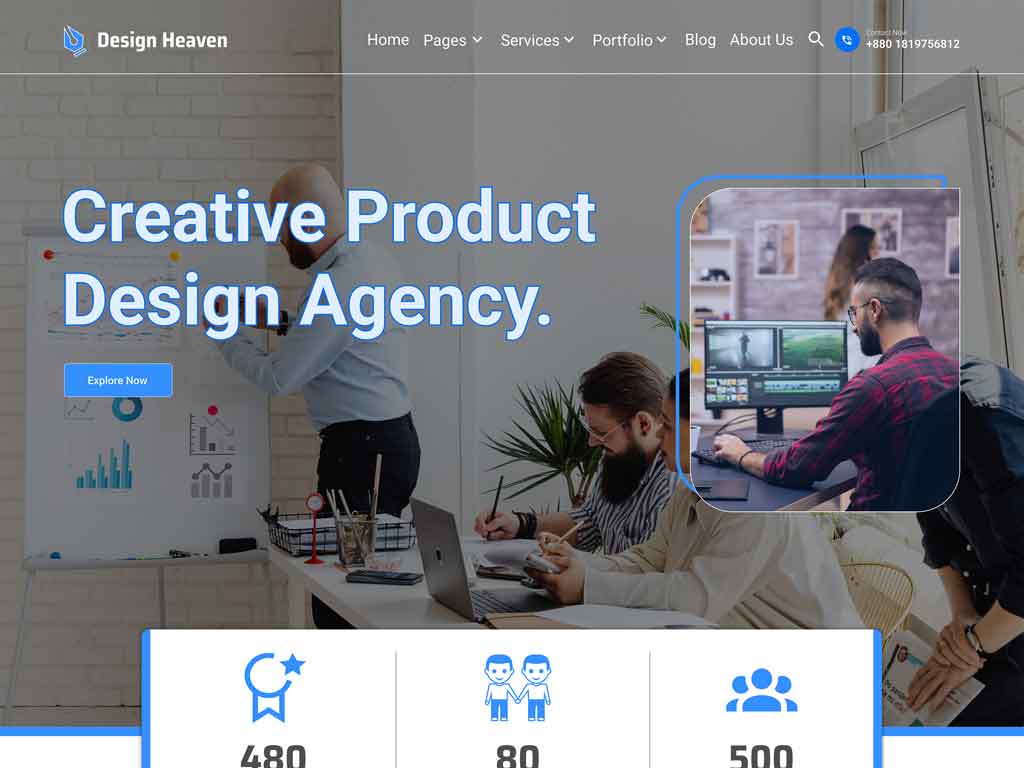 Design Heaven
Home
Pages
Services
Portfolio
Blog
About Us
Contact Now
+880 1819756812
Creative Product
Design Agency.
Explore Now
480
80
500